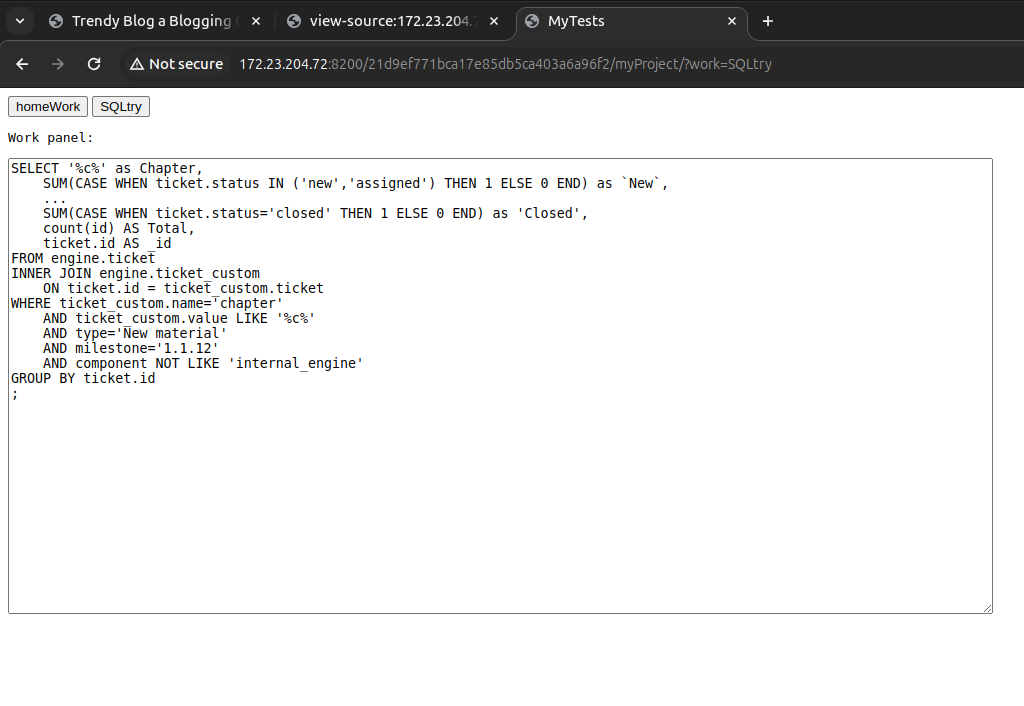 Trendy Blog a Blogging
view-source:172.23.204.7
MyTests
Not secure
172.23.204.72:8200/21d9ef771bca17e85db5ca403a6a96f2/myProject/?work=SQLtry
homeWork SQLtry
Work panel:
SELECT '%c%' as Chapter,
    SUM(CASE WHEN ticket.status IN ('new','assigned') THEN 1 ELSE 0 END) as `New`,
    ...
    SUM(CASE WHEN ticket.status='closed' THEN 1 ELSE 0 END) as 'Closed',
    count(id) AS Total,
    ticket.id AS _id
FROM engine.ticket
INNER JOIN engine.ticket_custom
    ON ticket.id = ticket_custom.ticket
WHERE ticket_custom.name='chapter'
    AND ticket_custom.value LIKE '%c%'
    AND type='New material'
    AND milestone='1.1.12'
    AND component NOT LIKE 'internal_engine'
GROUP BY ticket.id
;